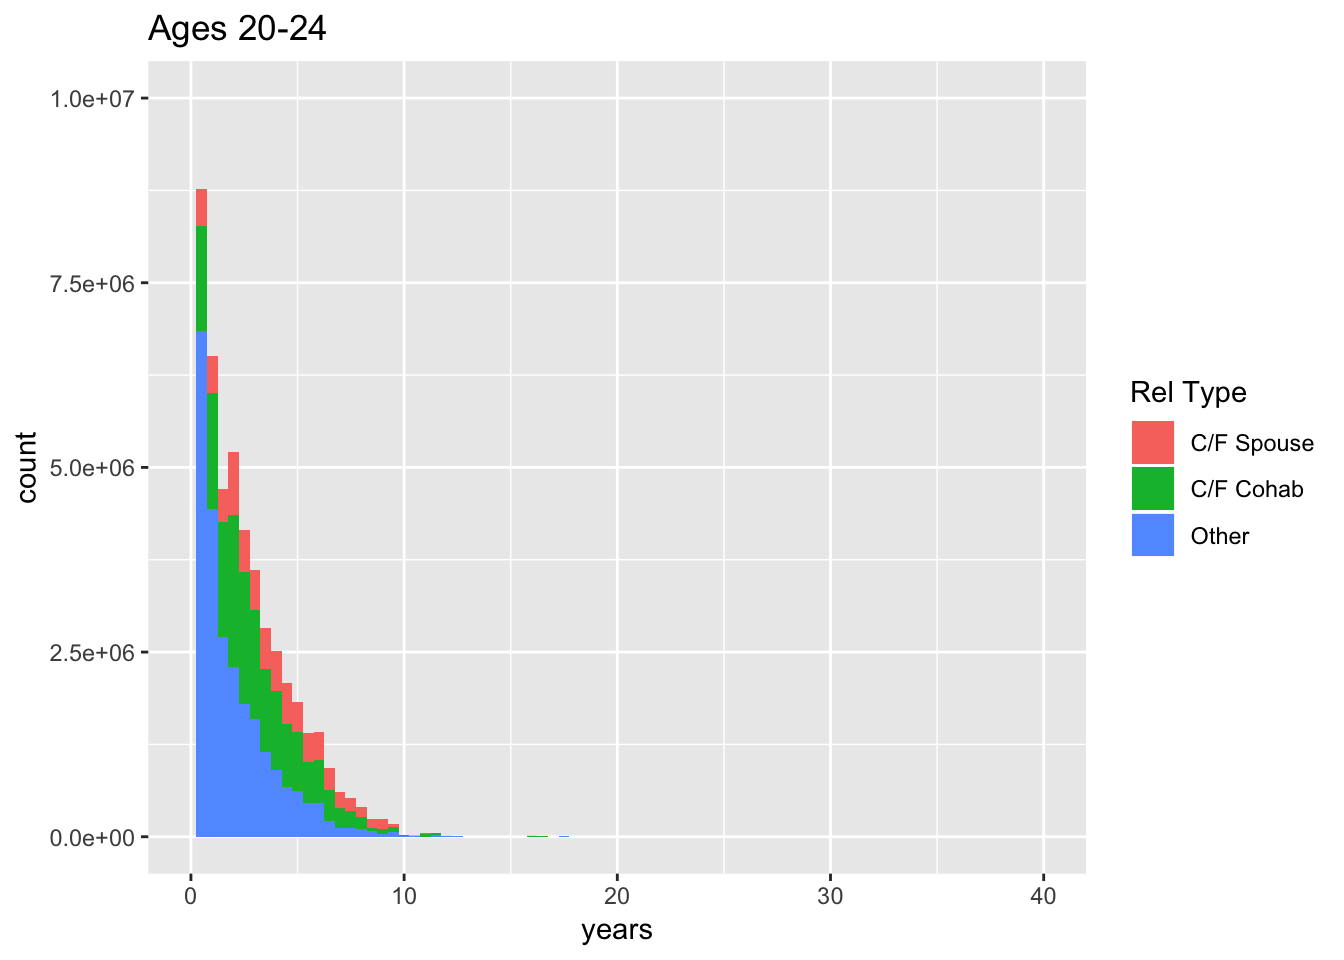 Ages 20-24
1.0e+07
7.5e+06
5.0e+06
2.5e+06
0.0e+00
count
0 10 20 30 40
years
Rel Type
C/F Spouse
C/F Cohab
Other